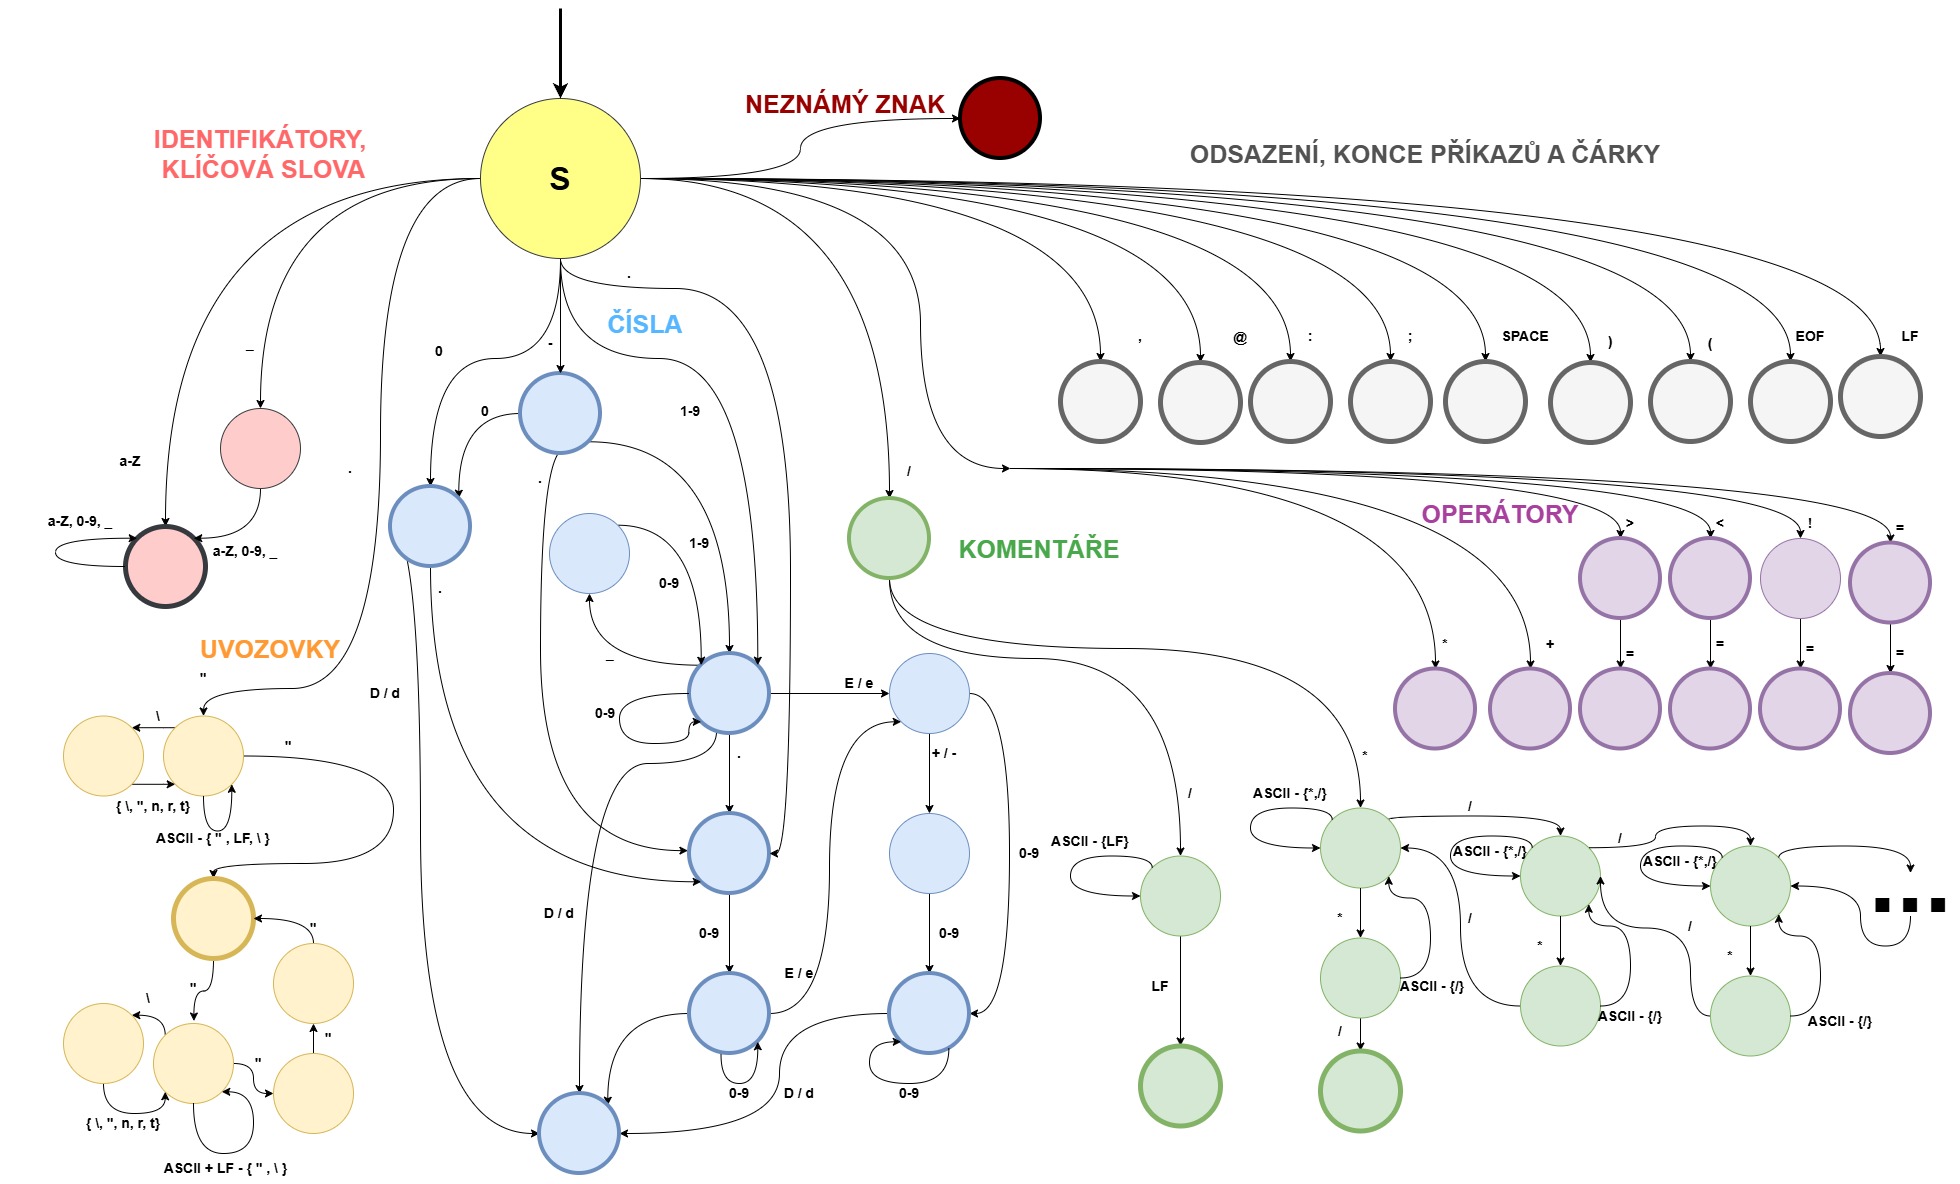 NEZNÁMÝ ZNAK
IDENTIFIKÁTORY,
KLÍČOVÁ SLOVA
S
ODSAZENÍ, KONCE PŘÍKAZŮ A ČÁRKY
.
ČÍSLA
_
0
-
,
@
:
;
SPACE
)
(
EOF
LF
a-Z
.
0
1-9
.
/
a-Z, 0-9, _
a-Z, 0-9, _
1-9
0-9
KOMENTÁŘE
OPERÁTORY
>
<
!
=
.
UVOZOVKY
"
D / d
_
0-9
E / e
*
+
=
=
=
=
\
"
{ \, ", n, r, t}
ASCII - { " , LF, \ }
.
+ / -
0-9
/
*
ASCII - {LF}
ASCII - {*,/}
/
ASCII - {*,/}
/
ASCII - {*,/}
D / d
0-9
E / e
0-9
*
/
*
/
*
ASCII - {/}
ASCII - {/}
ASCII - {/}
LF
/
"
"
\
"
"
{ \, ", n, r, t}
ASCII + LF - { " , \ }
0-9
D / d
0-9